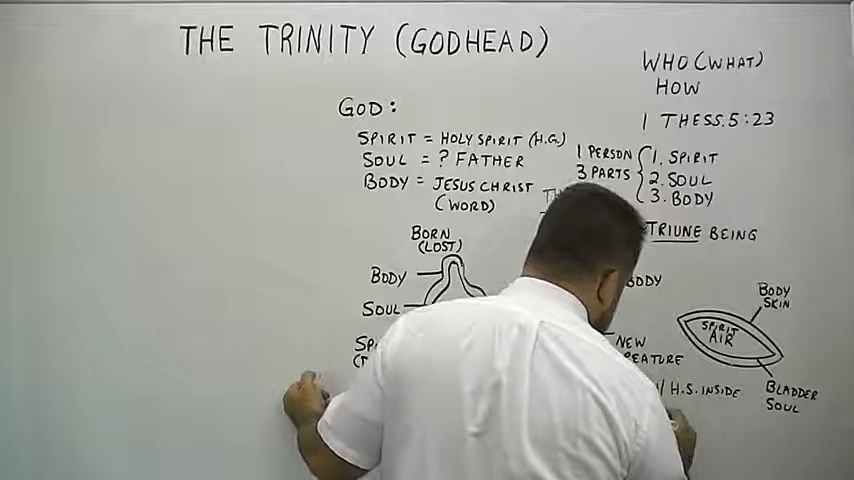 THE TRINITY (GODHEAD)
WHO (WHAT)
HOW
1 THESS. 5:23
GOD:
SPIRIT = HOLY SPIRIT (H.G.)
SOUL = ? FATHER
BODY = JESUS CHRIST
(WORD)
1 PERSON
3 PARTS
1. SPIRIT
2. SOUL
3. BODY
TRIUNE BEING
BORN
(LOST)
BODY
SOUL
BODY
NEW
W/ H.S. INSIDE
BODY
SKIN
SPIRIT
AIR
BLADDER
SOUL